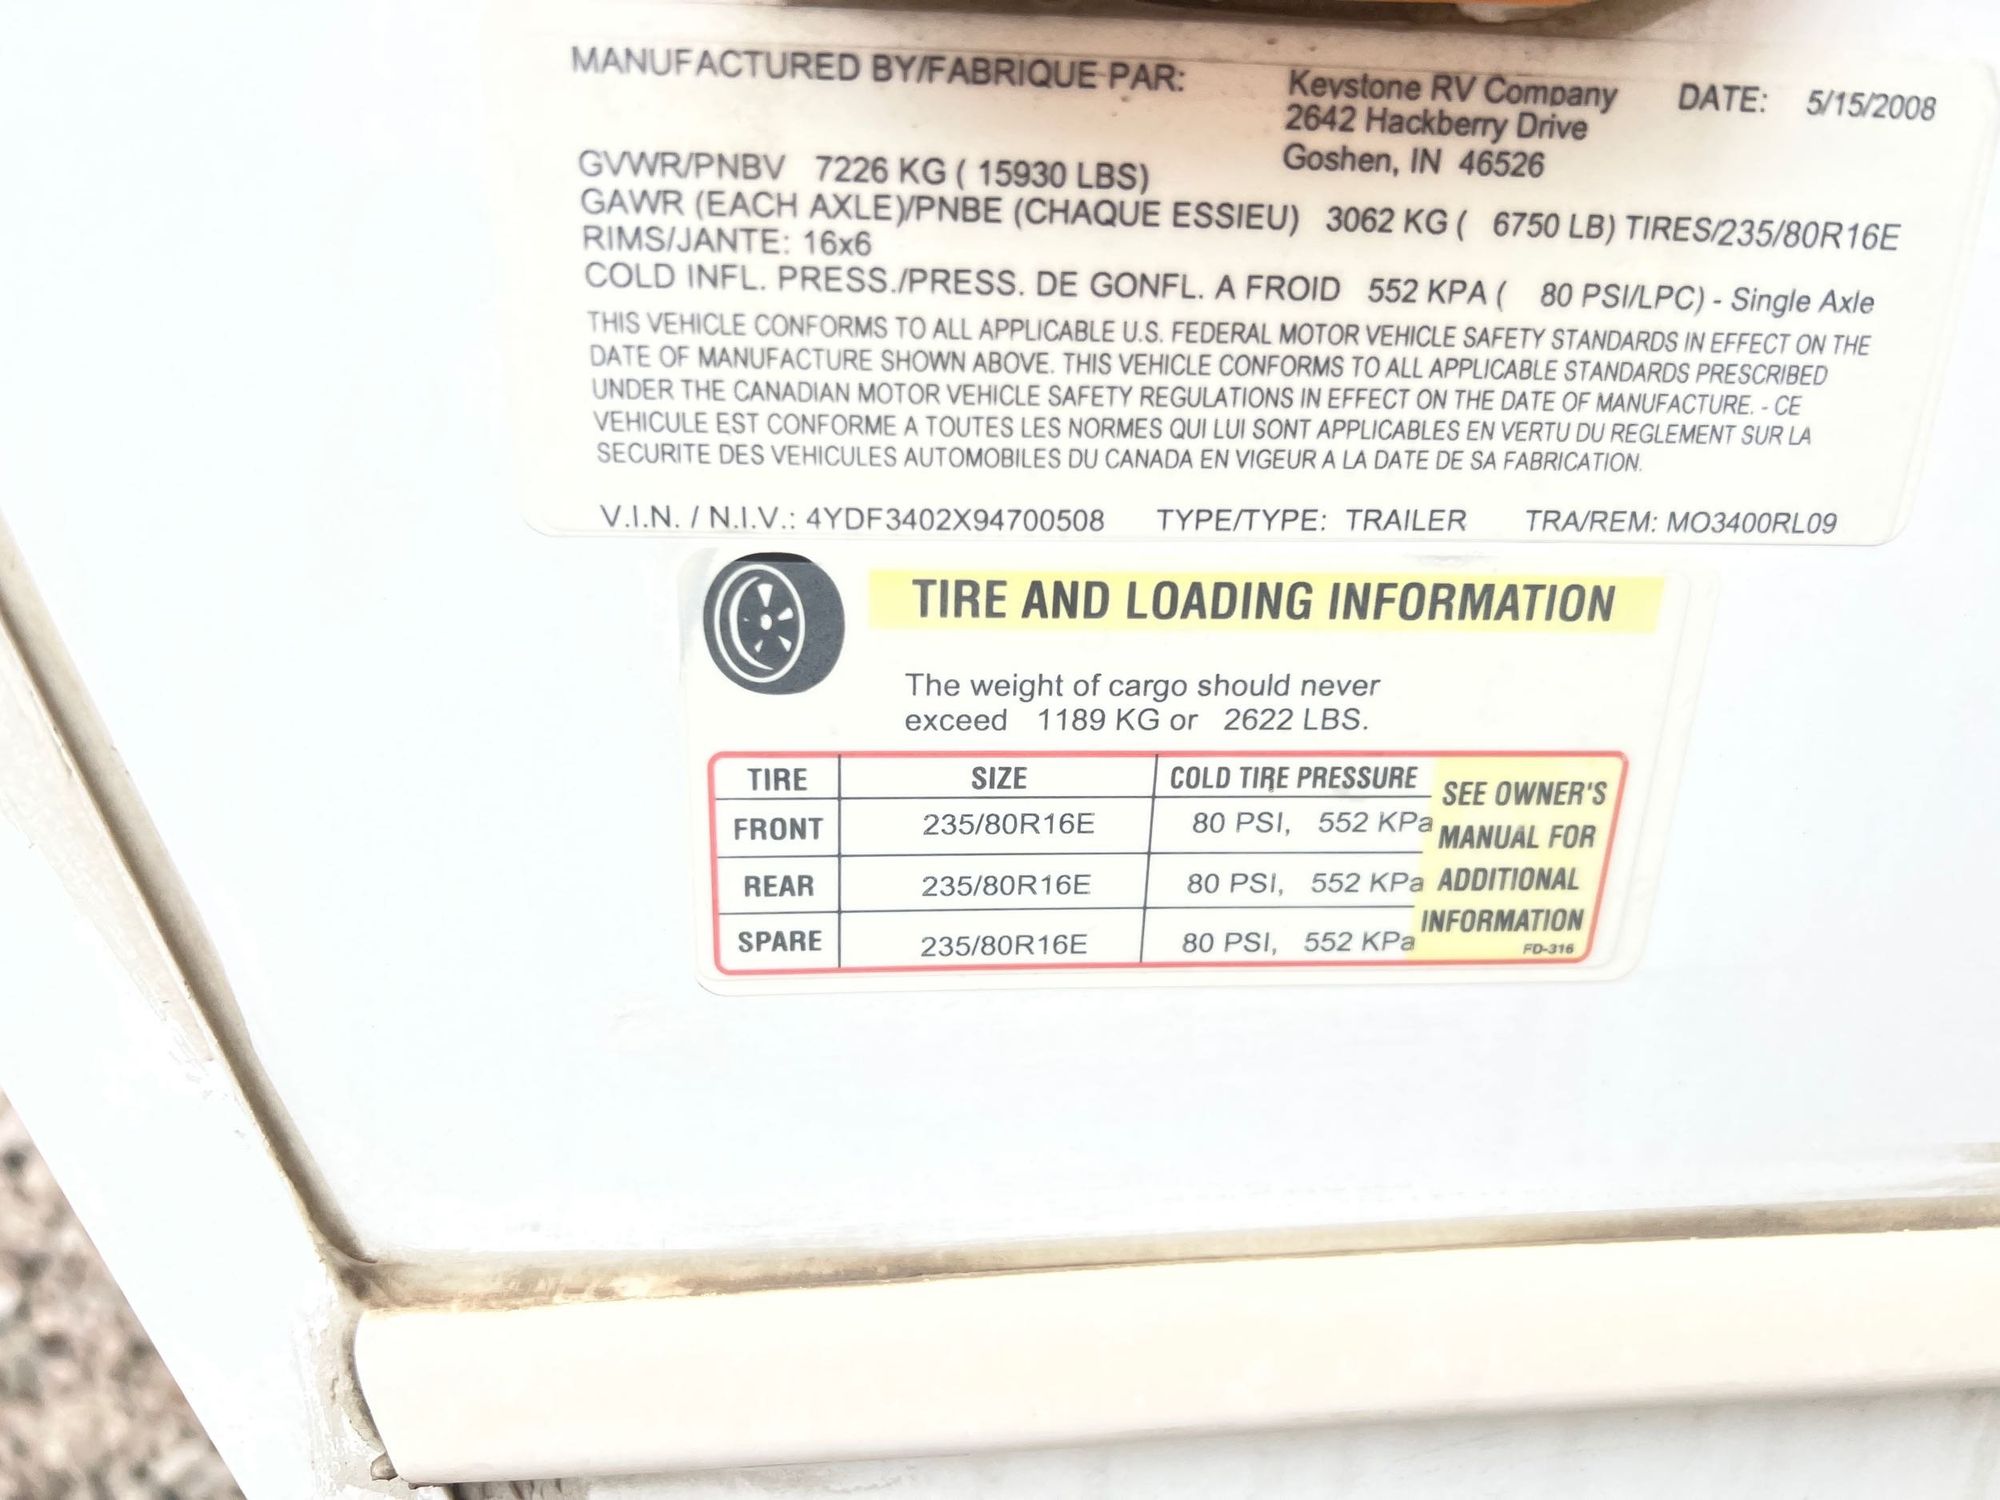 MANUFACTURED BY/FABRIQUE PAR: Keystone RV Company DATE: 5/15/2008
2642 Hackberry Drive
Goshen, IN 46526
GVWR/PNBV 7226 KG ( 15930 LBS)
GAWR (EACH AXLE)/PNBE (CHAQUE ESSIEU) 3062 KG ( 6750 LB) TIRES/235/80R16E
RIMS/JANTE: 16x6
COLD INFL. PRESS./PRESS. DE GONFL. A FROID 552 KPA ( 80 PSI/LPC) - Single Axle
THIS VEHICLE CONFORMS TO ALL APPLICABLE U.S. FEDERAL MOTOR VEHICLE SAFETY STANDARDS IN EFFECT ON THE
DATE OF MANUFACTURE SHOWN ABOVE. THIS VEHICLE CONFORMS TO ALL APPLICABLE STANDARDS PRESCRIBED
UNDER THE CANADIAN MOTOR VEHICLE SAFETY REGULATIONS IN EFFECT ON THE DATE OF MANUFACTURE. - CE
VEHICULE EST CONFORME A TOUTES LES NORMES QUI LUI SONT APPLICABLES EN VERTU DU REGLEMENT SUR LA
SECURITE DES VEHICULES AUTOMOBILES DU CANADA EN VIGEUR A LA DATE DE SA FABRICATION.
V.I.N. / N.I.V.: 4YDF3402X94700508 TYPE/TYPE: TRAILER TRA/REM: MO3400RL09
TIRE AND LOADING INFORMATION
The weight of cargo should never
exceed 1189 KG or 2622 LBS.
TIRE SIZE COLD TIRE PRESSURE
FRONT 235/80R16E 80 PSI, 552 KPa
REAR 235/80R16E 80 PSI, 552 KPa
SPARE 235/80R16E 80 PSI, 552 KPa
SEE OWNER'S
MANUAL FOR
ADDITIONAL
INFORMATION
FD-316